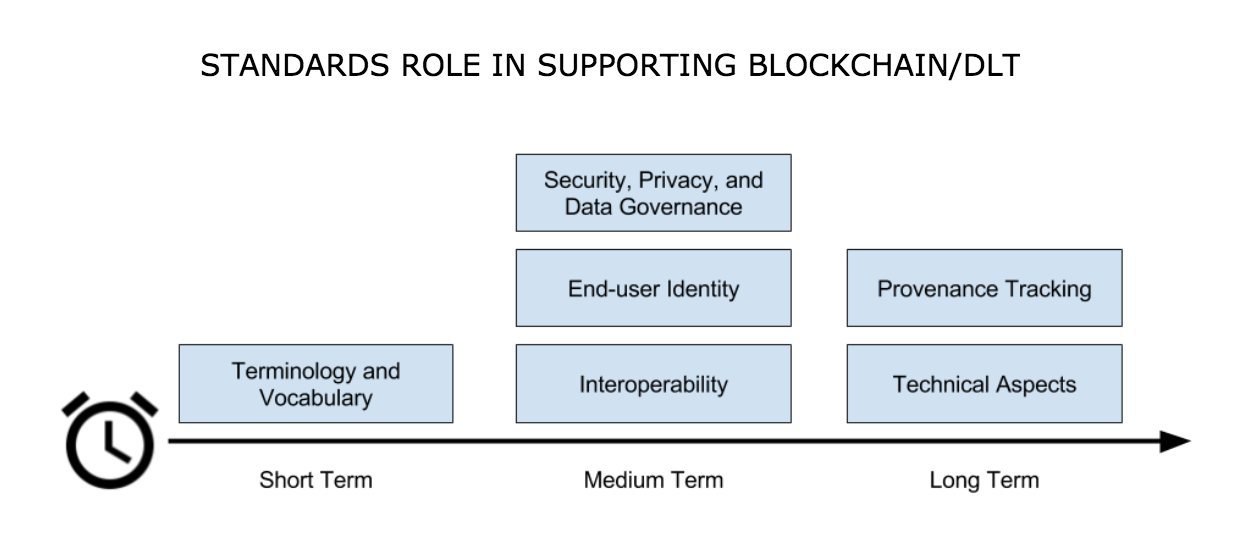 STANDARDS ROLE IN SUPPORTING BLOCKCHAIN/DLT
Security, Privacy, and
Data Governance
End-user Identity
Provenance Tracking
Terminology and
Vocabulary
Interoperability
Technical Aspects
Short Term
Medium Term
Long Term